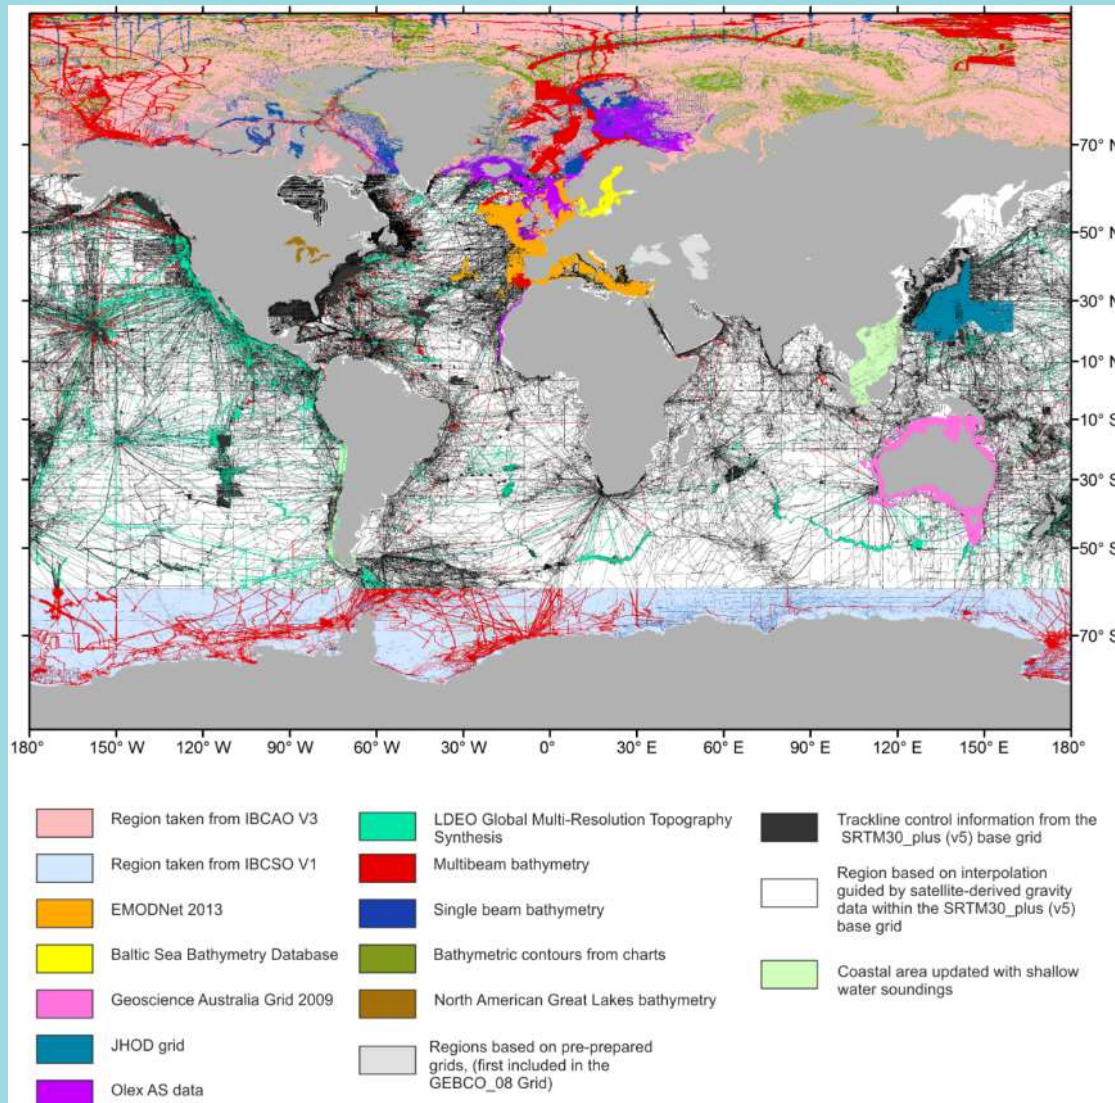 70° N
50° N
30° N
10° N
10° S
30° S
50° S
70° S
180° 150° W 120° W 90° W 60° W 30° W 0° 30° E 60° E 90° E 120° E 150° E 180°
Region taken from IBCAO V3
Region taken from IBCSO V1
EMODNet 2013
Baltic Sea Bathymetry Database
Geoscience Australia Grid 2009
JHOD grid
Olex AS data
LDEO Global Multi-Resolution Topography
Synthesis
Multibeam bathymetry
Single beam bathymetry
Bathymetric contours from charts
North American Great Lakes bathymetry
Regions based on pre-prepared
grids, (first included in the
GEBCO_08 Grid)
Trackline control information from the
SRTM30_plus (v5) base grid
Region based on interpolation
guided by satellite-derived gravity
data within the SRTM30_plus (v5)
base grid
Coastal area updated with shallow
water soundings